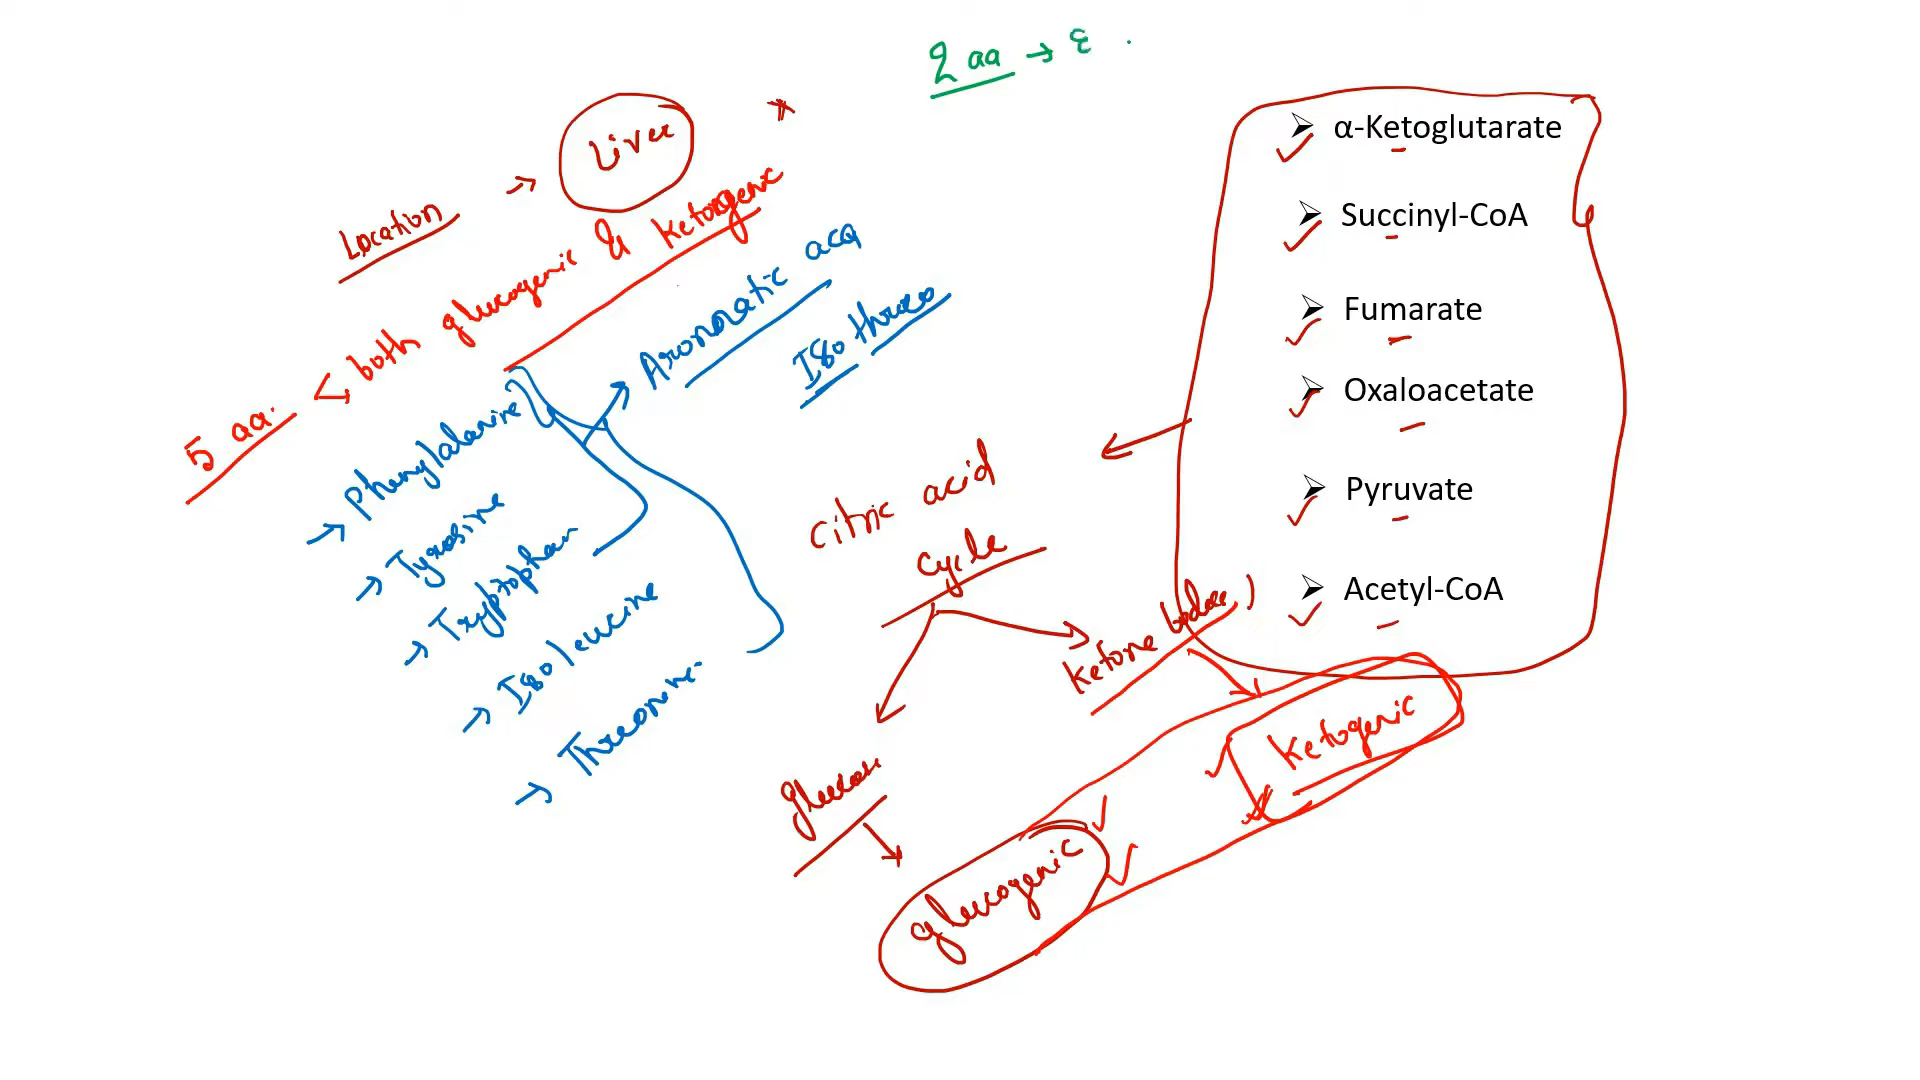 2 aa → ε
Liver
Location →
5 aa. < both glucogenic & Ketogenic
Aromatic aca
Iso threo
→ Phenylalanine
→ Tyrosine
→ Tryptophan
→ Isoleucine
→ Threonine
➢ α-Ketoglutarate
➢ Succinyl-CoA
➢ Fumarate
➢ Oxaloacetate
➢ Pyruvate
➢ Acetyl-CoA
Citric acid
cycle
Ketone bodies
Ketogenic
glucose
glucogenic